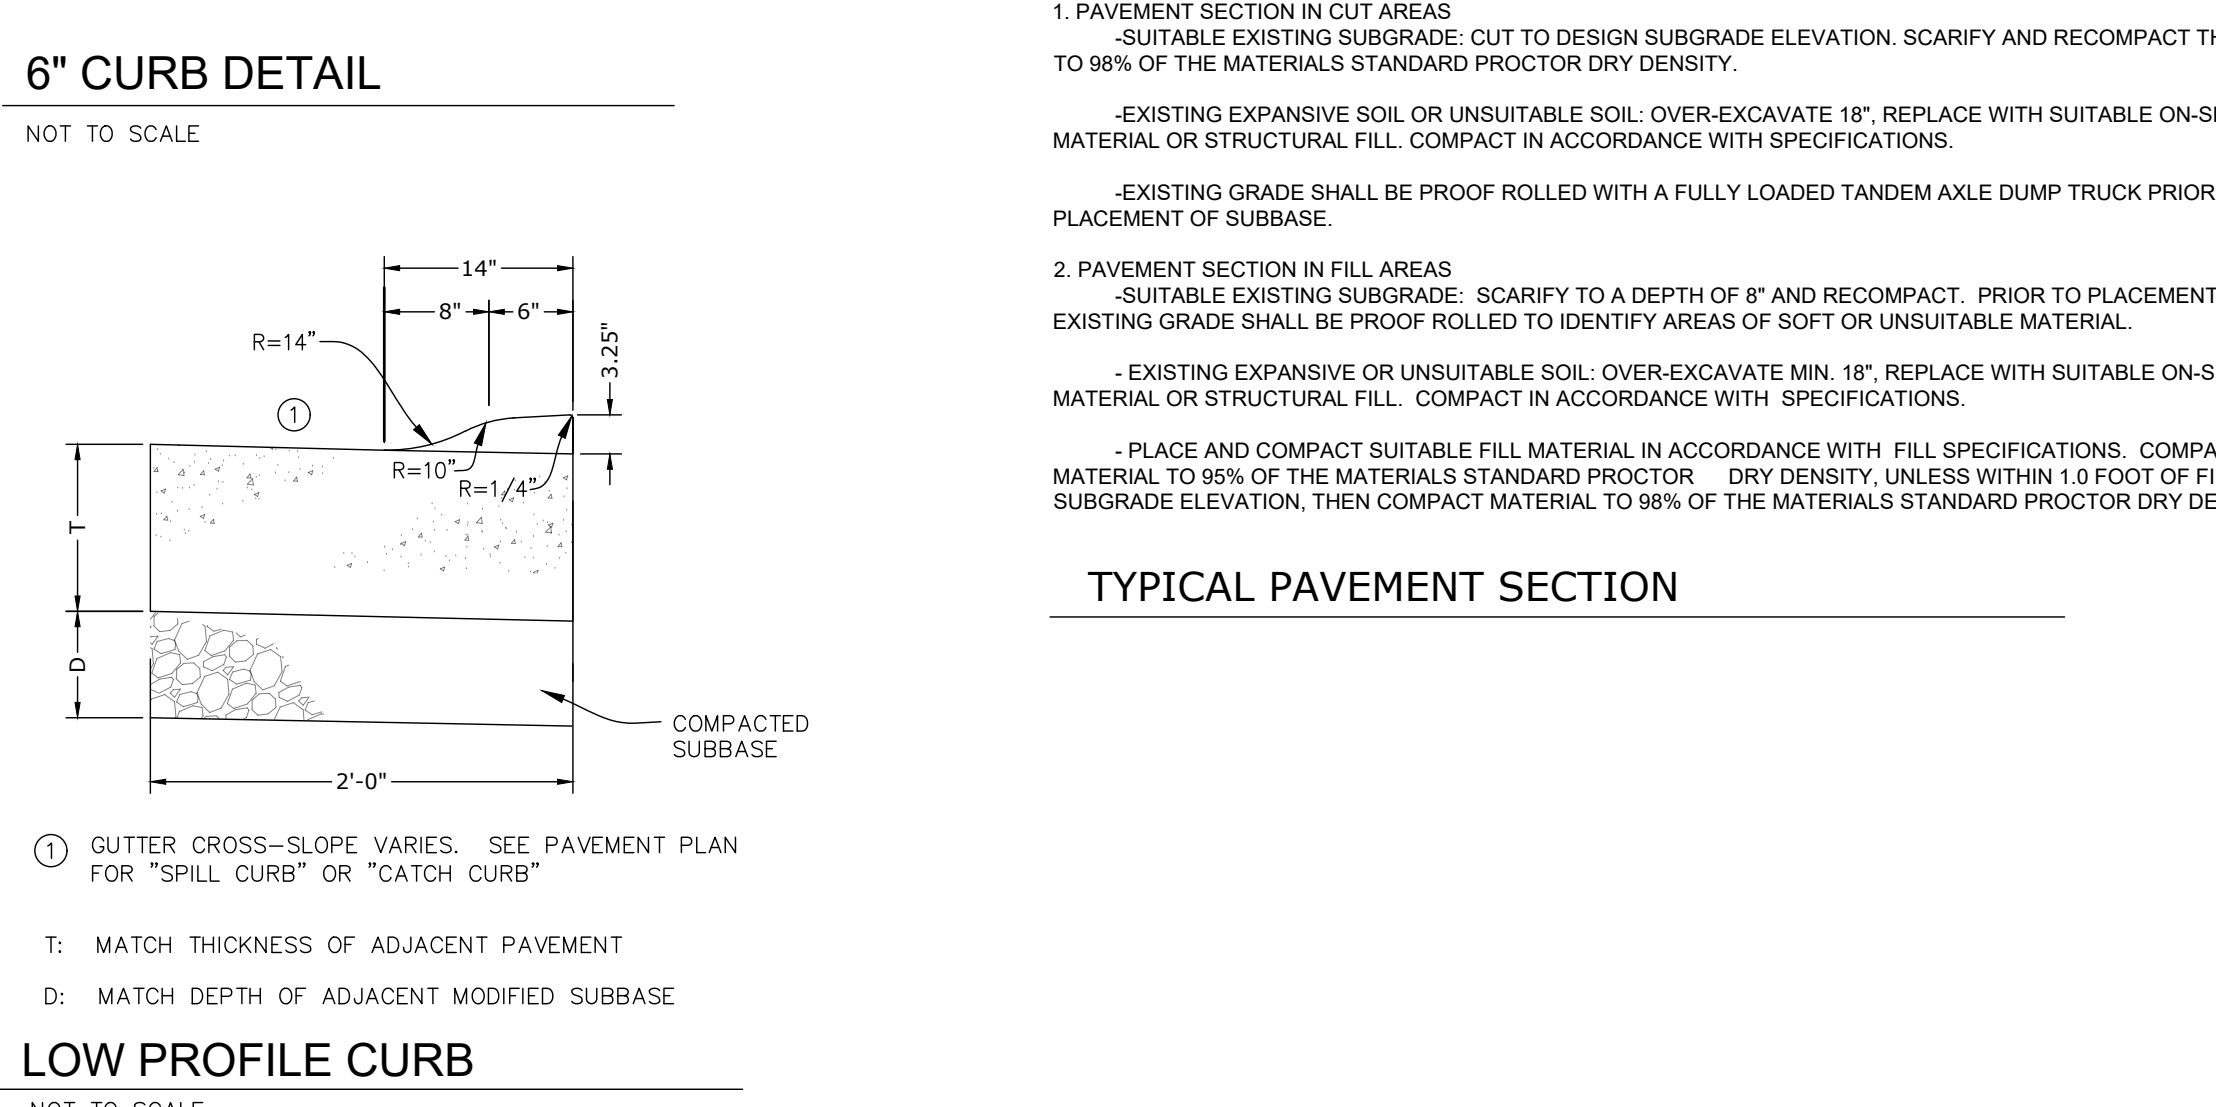 6" CURB DETAIL
NOT TO SCALE
14"
8"
6"
3.25"
R=14”
1
R=10”
R=1/4”
T
D
COMPACTED
SUBBASE
2'-0"
1 GUTTER CROSS–SLOPE VARIES. SEE PAVEMENT PLAN
FOR ”SPILL CURB” OR ”CATCH CURB”
T: MATCH THICKNESS OF ADJACENT PAVEMENT
D: MATCH DEPTH OF ADJACENT MODIFIED SUBBASE
LOW PROFILE CURB
NOT TO SCALE
1. PAVEMENT SECTION IN CUT AREAS
-SUITABLE EXISTING SUBGRADE: CUT TO DESIGN SUBGRADE ELEVATION. SCARIFY AND RECOMPACT
TO 98% OF THE MATERIALS STANDARD PROCTOR DRY DENSITY.
-EXISTING EXPANSIVE SOIL OR UNSUITABLE SOIL: OVER-EXCAVATE 18", REPLACE WITH SUITABLE
MATERIAL OR STRUCTURAL FILL. COMPACT IN ACCORDANCE WITH SPECIFICATIONS.
-EXISTING GRADE SHALL BE PROOF ROLLED WITH A FULLY LOADED TANDEM AXLE DUMP TRUCK PRIOR
PLACEMENT OF SUBBASE.
2. PAVEMENT SECTION IN FILL AREAS
-SUITABLE EXISTING SUBGRADE: SCARIFY TO A DEPTH OF 8" AND RECOMPACT. PRIOR TO PLACEMENT
EXISTING GRADE SHALL BE PROOF ROLLED TO IDENTIFY AREAS OF SOFT OR UNSUITABLE MATERIAL.
- EXISTING EXPANSIVE OR UNSUITABLE SOIL: OVER-EXCAVATE MIN. 18", REPLACE WITH SUITABLE
MATERIAL OR STRUCTURAL FILL. COMPACT IN ACCORDANCE WITH SPECIFICATIONS.
- PLACE AND COMPACT SUITABLE FILL MATERIAL IN ACCORDANCE WITH FILL SPECIFICATIONS.
MATERIAL TO 95% OF THE MATERIALS STANDARD PROCTOR DRY DENSITY, UNLESS WITHIN 1.0 FOOT OF
SUBGRADE ELEVATION, THEN COMPACT MATERIAL TO 98% OF THE MATERIALS STANDARD PROCTOR DRY
TYPICAL PAVEMENT SECTION